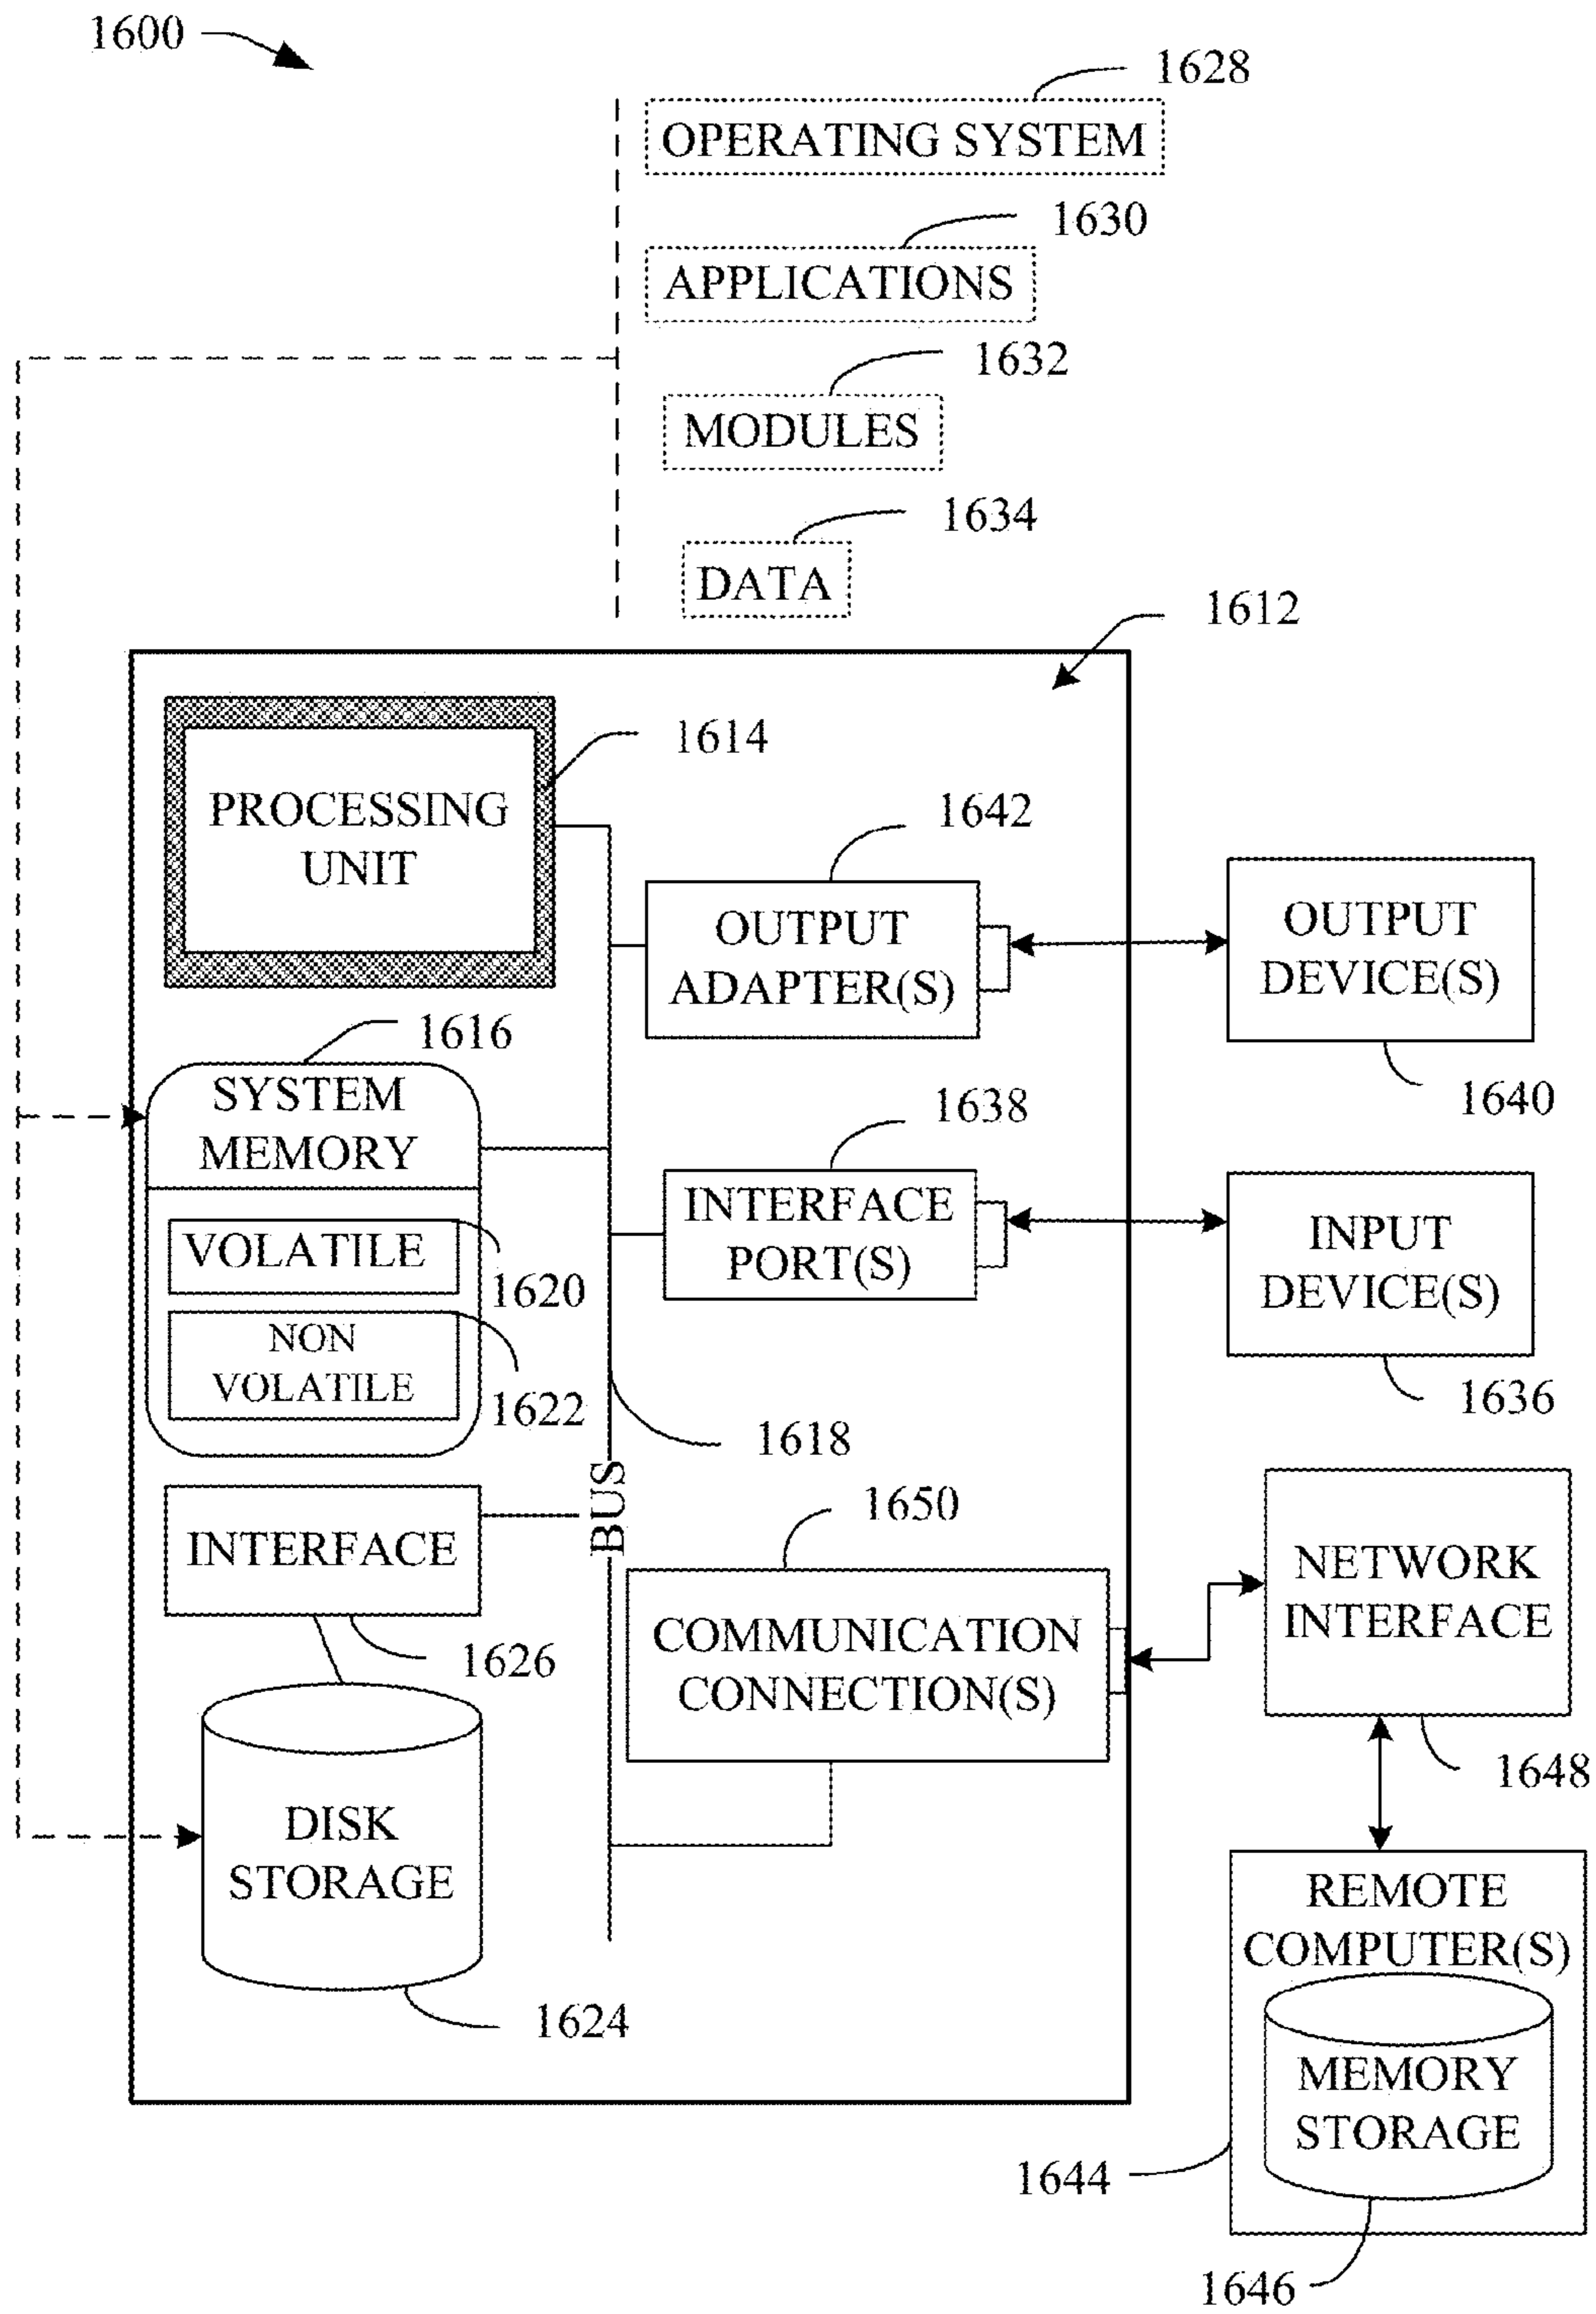 1600
1628
OPERATING SYSTEM
1630
APPLICATIONS
1632
MODULES
1634
DATA
1612
1614
PROCESSING
UNIT
1642
OUTPUT
ADAPTER(S)
OUTPUT
DEVICE(S)
1640
1616
SYSTEM
MEMORY
1638
INTERFACE
PORT(S)
INPUT
DEVICE(S)
1636
VOLATILE
1620
NON
VOLATILE
1622
1618
BUS
INTERFACE
1626
1650
COMMUNICATION
CONNECTION(S)
NETWORK
INTERFACE
1648
DISK
STORAGE
1624
REMOTE
COMPUTER(S)
MEMORY
STORAGE
1644
1646